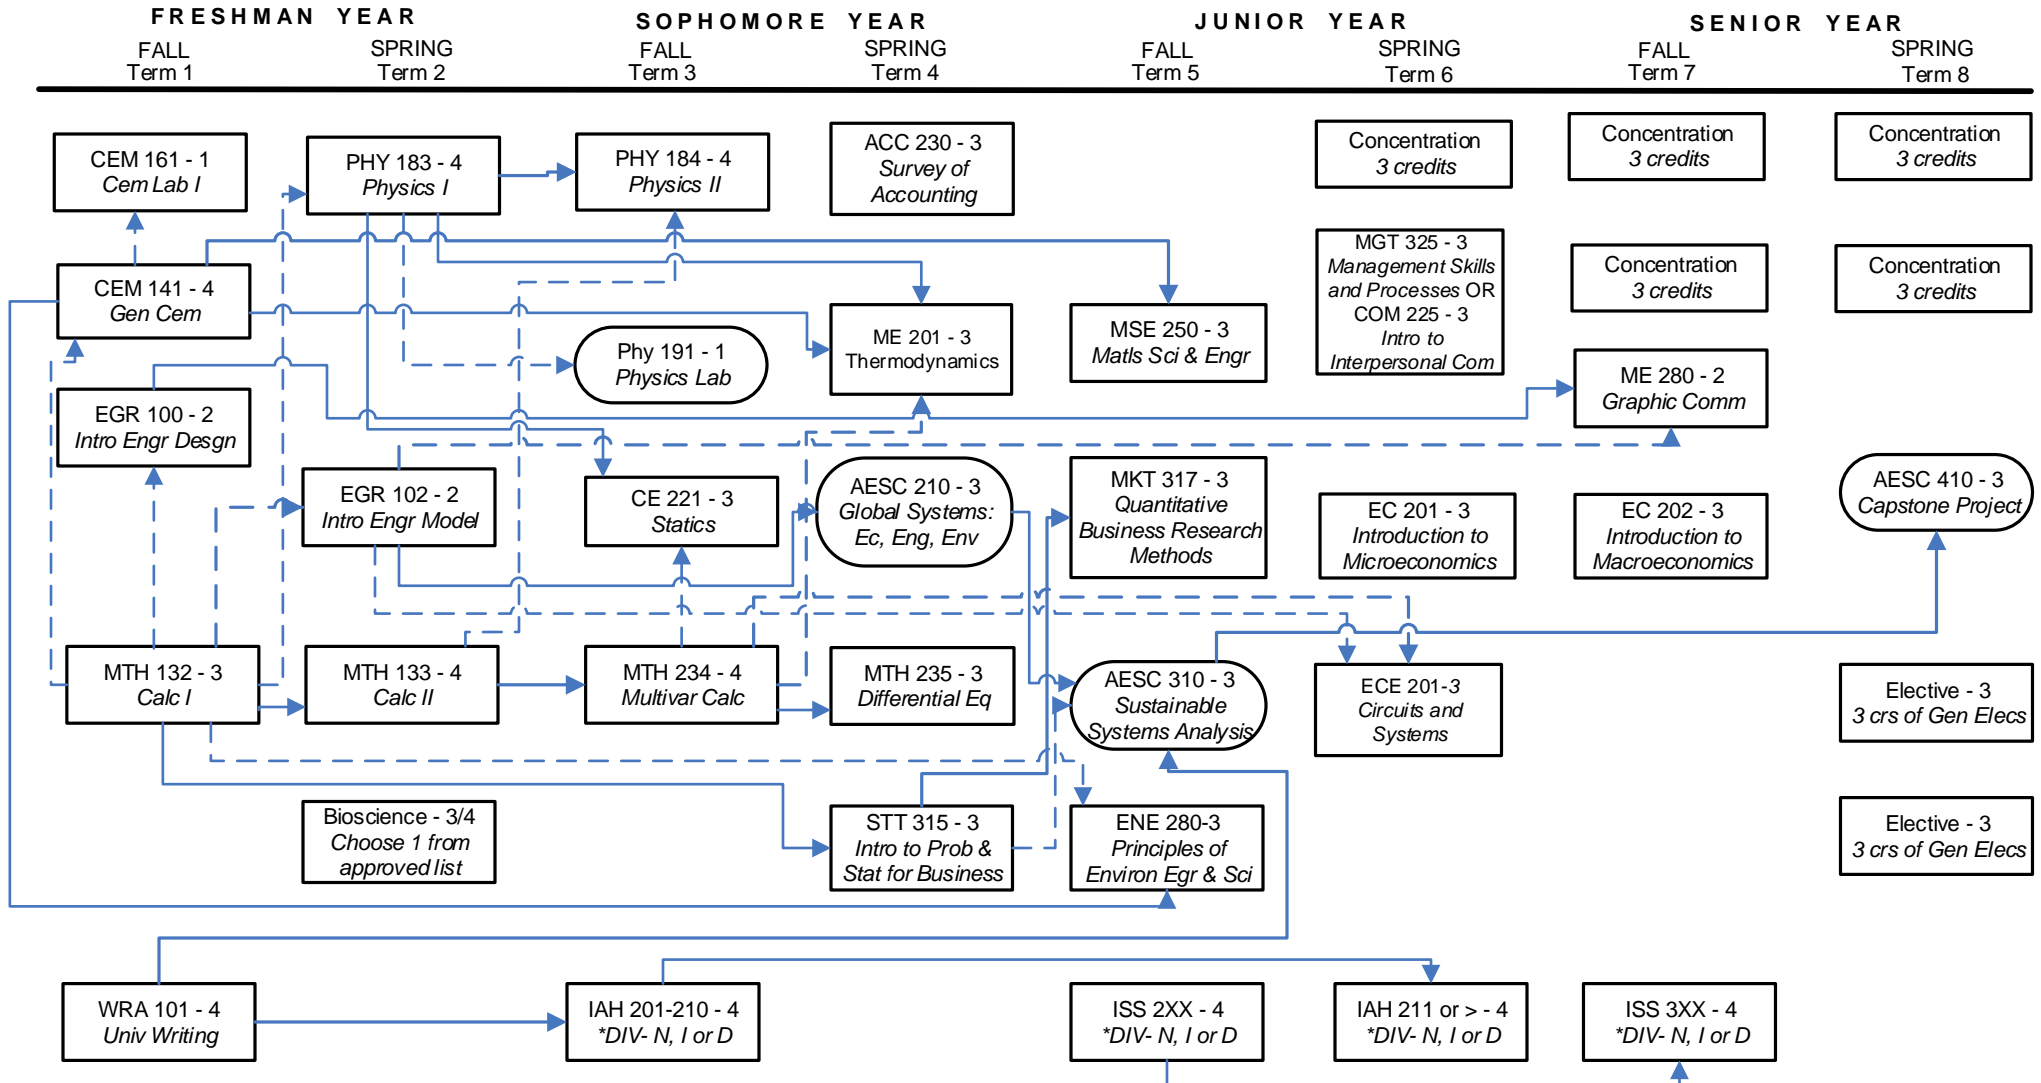 FRESHMAN YEAR
SOPHOMORE YEAR
JUNIOR YEAR
SENIOR YEAR
FALL
Term 1
SPRING
Term 2
FALL
Term 3
SPRING
Term 4
FALL
Term 5
SPRING
Term 6
FALL
Term 7
SPRING
Term 8
CEM 161 - 1
Cem Lab I
PHY 183 - 4
Physics I
PHY 184 - 4
Physics II
ACC 230 - 3
Survey of
Accounting
Concentration
3 credits
Concentration
3 credits
Concentration
3 credits
CEM 141 - 4
Gen Cem
Phy 191 - 1
Physics Lab
ME 201 - 3
Thermodynamics
MSE 250 - 3
Matls Sci & Engr
MGT 325 - 3
Management Skills
and Processes OR
COM 225 - 3
Intro to
Interpersonal Com
Concentration
3 credits
Concentration
3 credits
EGR 100 - 2
Intro Engr Desgn
ME 280 - 2
Graphic Comm
EGR 102 - 2
Intro Engr Model
CE 221 - 3
Statics
AESC 210 - 3
Global Systems:
Ec, Eng, Env
MKT 317 - 3
Quantitative
Business Research
Methods
EC 201 - 3
Introduction to
Microeconomics
EC 202 - 3
Introduction to
Macroeconomics
AESC 410 - 3
Capstone Project
MTH 132 - 3
Calc I
MTH 133 - 4
Calc II
MTH 234 - 4
Multivar Calc
MTH 235 - 3
Differential Eq
AESC 310 - 3
Sustainable
Systems Analysis
ECE 201-3
Circuits and
Systems
Elective - 3
3 crs of Gen Elecs
Bioscience - 3/4
Choose 1 from
approved list
STT 315 - 3
Intro to Prob &
Stat for Business
ENE 280-3
Principles of
Environ Egr & Sci
Elective - 3
3 crs of Gen Elecs
WRA 101 - 4
Univ Writing
IAH 201-210 - 4
*DIV- N, I or D
ISS 2XX - 4
*DIV- N, I or D
IAH 211 or > - 4
*DIV- N, I or D
ISS 3XX - 4
*DIV- N, I or D